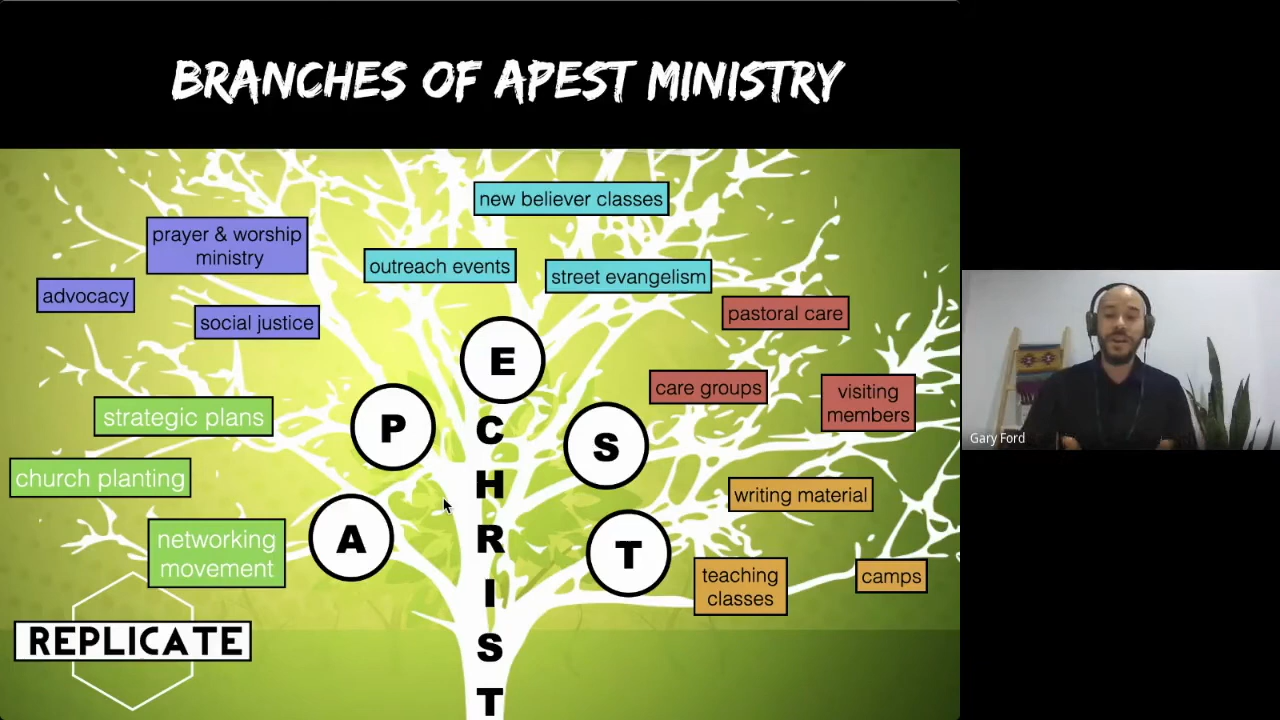 BRANCHES OF APEST MINISTRY
new believer classes
prayer & worship
ministry
outreach events
street evangelism
advocacy
social justice
pastoral care
E
care groups
visiting
members
strategic plans
P
C
S
church planting
H
writing material
networking
movement
A
R
T
teaching
classes
camps
I
REPLICATE
S
T
Gary Ford